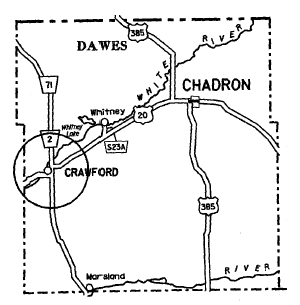 385
DAWES
RIVER
WHITE
71
CHADRON
Whitney
Whitney
Lake
20
2
S23A
CRAWFORD
385
Marsland
RIVER